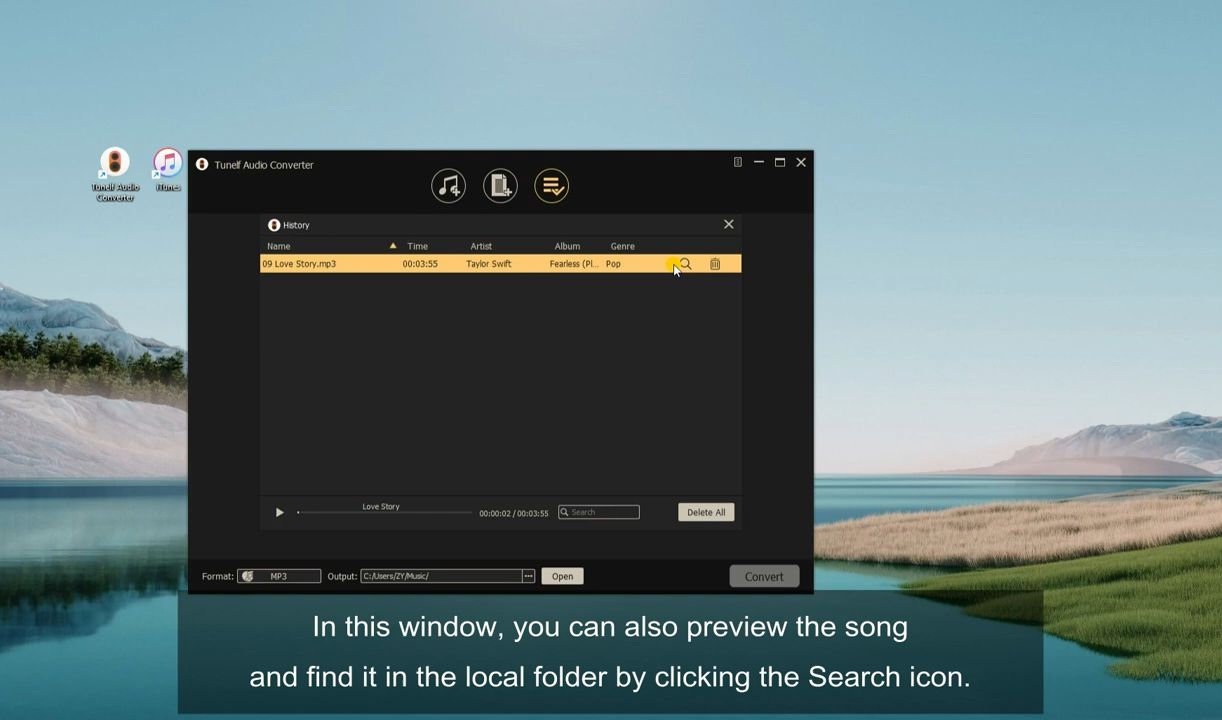 Tunelf Audio
Converter
iTunes
Tunelf Audio Converter
History
Name Time Artist Album Genre
09 Love Story.mp3 00:03:55 Taylor Swift Fearless (Pl... Pop
Love Story
00:00:02 / 00:03:55
Search
Delete All
Format: MP3 Output: C:/Users/ZY/Music/ ... Open Convert
In this window, you can also preview the song
and find it in the local folder by clicking the Search icon.